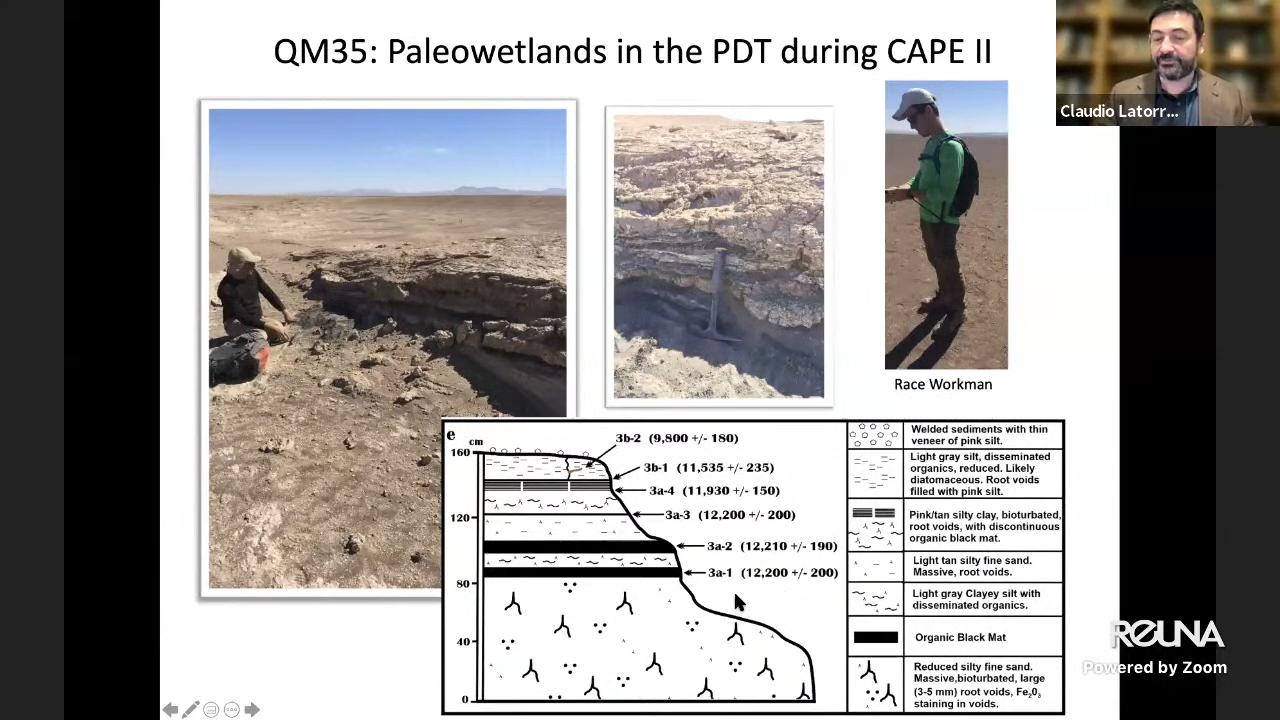 QM35: Paleowetlands in the PDT during CAPE II
Claudio Latorr...
Race Workman
e
cm
160
120
80
40
0
3b-2 (9,800 +/- 180)
3b-1 (11,535 +/- 235)
3a-4 (11,930 +/- 150)
3a-3 (12,200 +/- 200)
3a-2 (12,210 +/- 190)
3a-1 (12,200 +/- 200)
Welded sediments with thin
veneer of pink silt.
Light gray silt, disseminated
organics, reduced. Likely
diatomaceous. Root voids
filled with pink silt.
Pink/tan silty clay, bioturbated,
root voids, with discontinuous
organic black mat.
Light tan silty fine sand.
Massive, root voids.
Light gray Clayey silt with
disseminated organics.
Organic Black Mat
Reduced silty fine sand.
Massive,bioturbated, large
(3-5 mm) root voids, Fe₂0₃
staining in voids.
REUNA
Powered by Zoom